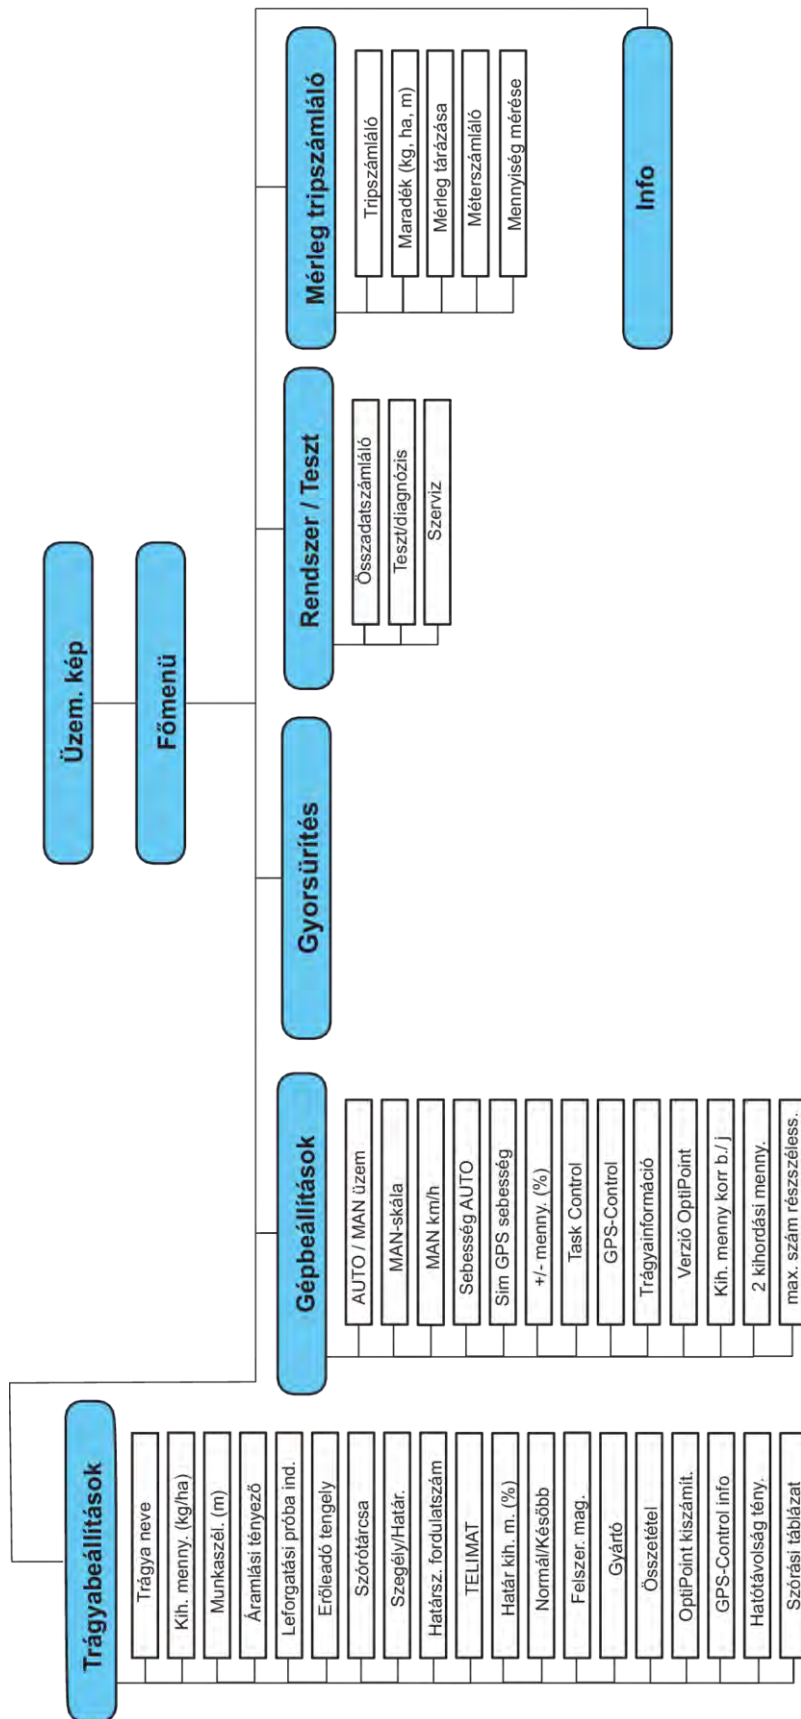 Üzem. kép
Főmenü
Trágyabeállítások
Trágya neve
Kih. menny. (kg/ha)
Munkaszél. (m)
Áramlási tényező
Leforgatási próba ind.
Erőleadó tengely
Szórótárcsa
Szegély/Határ.
Határsz. fordulatszám
TELIMAT
Határ kih. m. (%)
Normál/Később
Felszer. mag.
Gyártó
Összetétel
OptiPoint kiszámít.
GPS-Control info
Hatótávolság tény.
Szórási táblázat
Gépbeállítások
AUTO / MAN üzem
MAN-skála
MAN km/h
Sebesség AUTO
Sim GPS sebesség
+/- menny. (%)
Task Control
GPS-Control
Trágyainformáció
Verzió OptiPoint
Kih. menny korr b./ j
2 kihordási menny.
max. szám részszéless.
Gyorsürítés
Rendszer / Teszt
Összadatszámláló
Teszt/diagnózis
Szerviz
Mérleg tripszámláló
Tripszámláló
Maradék (kg, ha, m)
Mérleg tárázása
Méterszámláló
Mennyiség mérése
Info